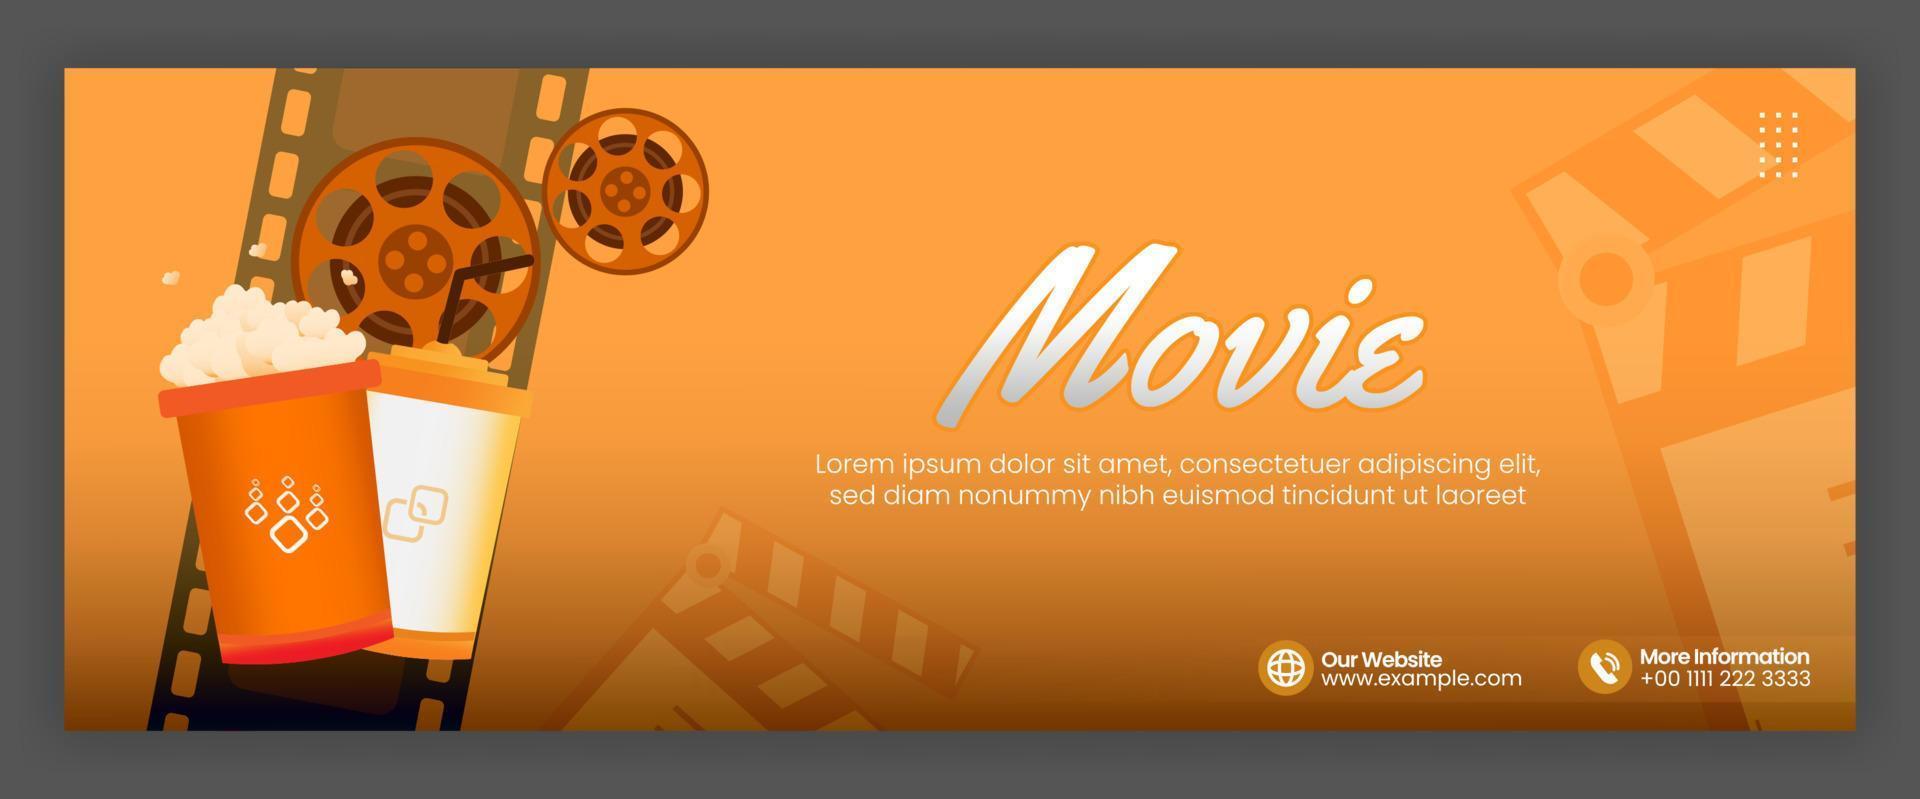 Movie
Lorem ipsum dolor sit amet, consectetuer adipiscing elit,
sed diam nonummy nibh euismod tincidunt ut laoreet
Our Website
www.example.com
More Information
+00 1111 222 3333